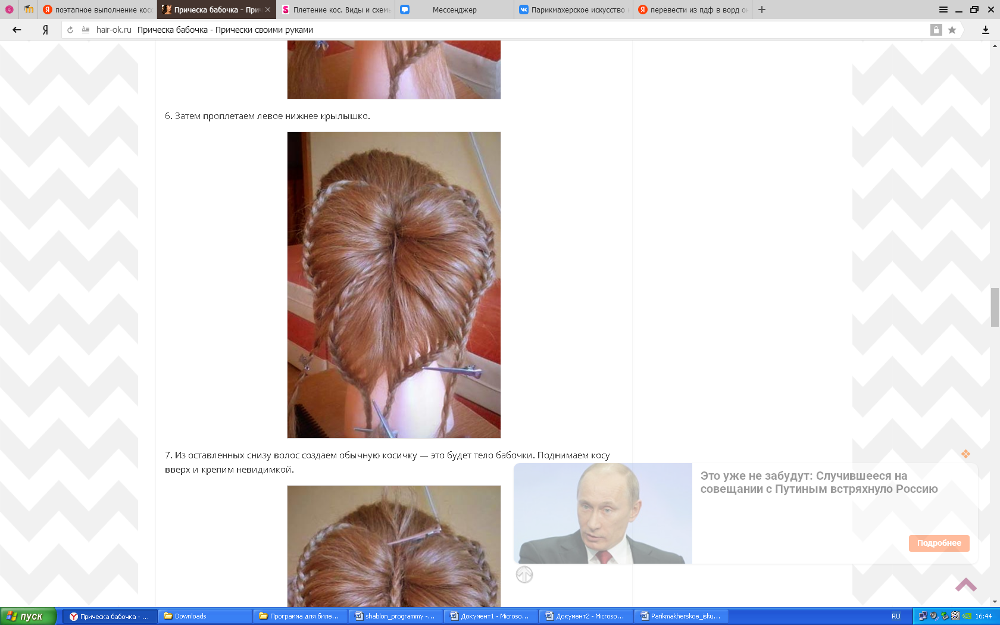 поэтапное выполнение кос
Прическа бабочка - При
Плетение кос. Виды и схемы
Мессенджер
Парикмахерское искусство
перевести из пдф в ворд он
hair-ok.ru Прическа бабочка - Прически своими руками
6. Затем проплетаем левое нижнее крылышко.
7. Из оставленных снизу волос создаем обычную косичку — это будет тело бабочки. Поднимаем косу
вверх и крепим невидимкой.
Это уже не забудут: Случившееся на
совещании с Путиным встряхнуло Россию
Подробнее
пуск
Прическа бабочка - ...
Downloads
Программа для биле...
shablon_programmy -...
Документ1 - Microso...
Документ2 - Microso...
Parikmakherskoe_isku...
RU
16:44